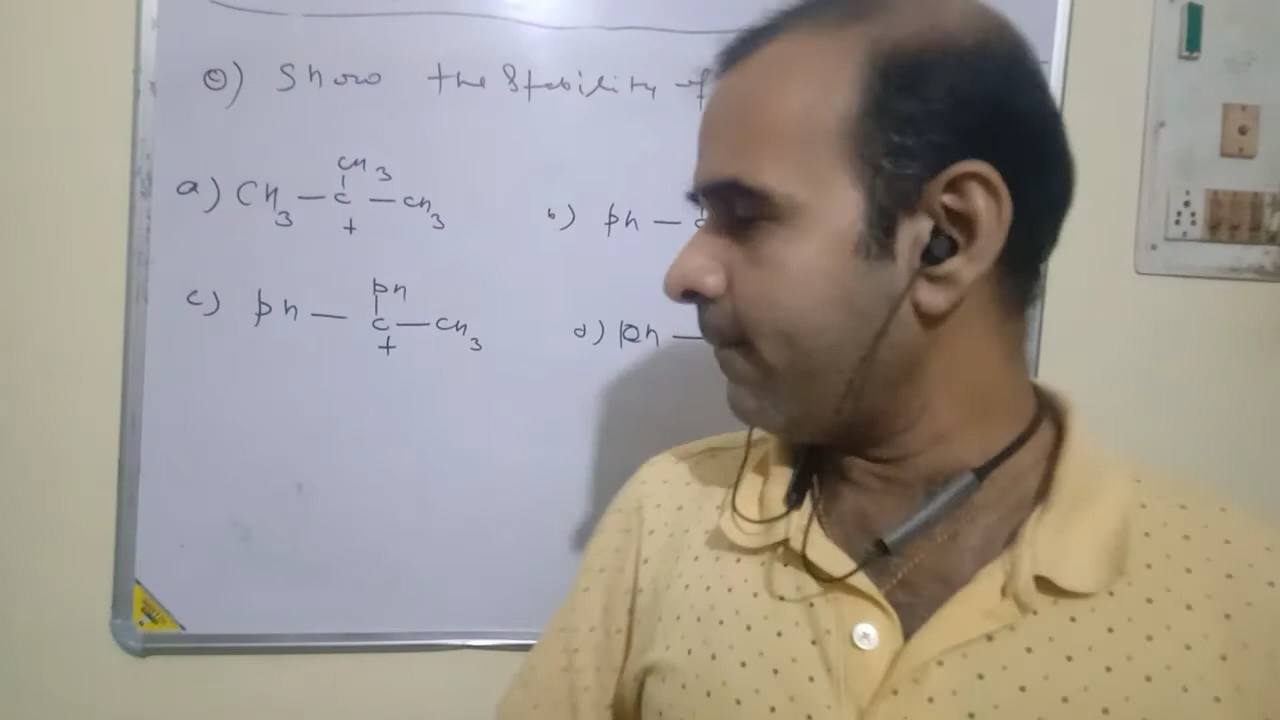 Q) Show the Stability of
CH3
a) CH3 — C — CH3
+
b) ph —
ph
c) ph — C — CH3
+
d) ph —